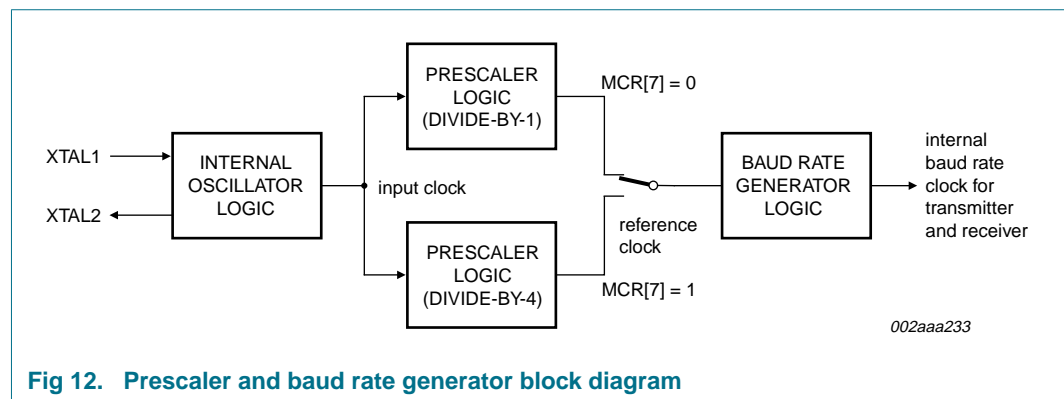 XTAL1
XTAL2
INTERNAL
OSCILLATOR
LOGIC
input clock
PRESCALER
LOGIC
(DIVIDE-BY-1)
MCR[7] = 0
PRESCALER
LOGIC
(DIVIDE-BY-4)
MCR[7] = 1
reference
clock
BAUD RATE
GENERATOR
LOGIC
internal
baud rate
clock for
transmitter
and receiver
002aaa233
Fig 12. Prescaler and baud rate generator block diagram